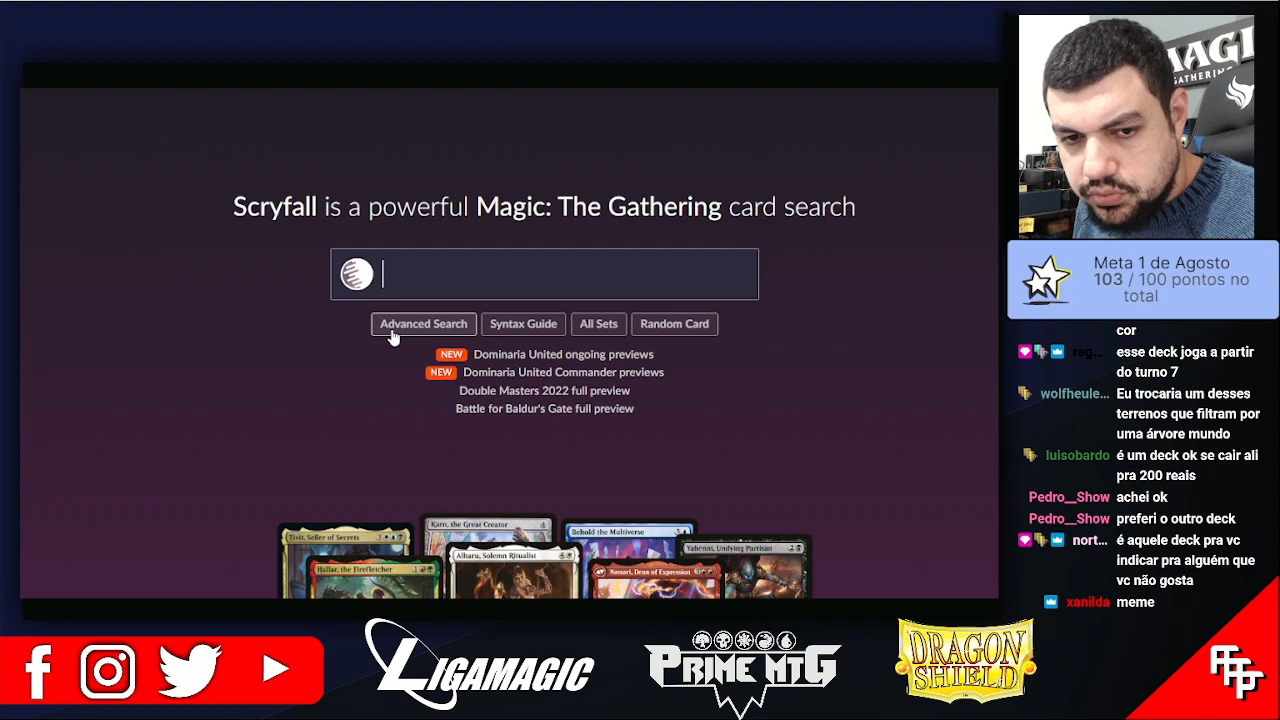 Scryfall is a powerful Magic: The Gathering card search
Advanced Search
Syntax Guide
All Sets
Random Card
NEW Dominaria United ongoing previews
NEW Dominaria United Commander previews
Double Masters 2022 full preview
Battle for Baldur's Gate full preview
Tivit, Seller of Secrets
Karn, the Great Creator
Behold the Multiverse
Yahenni, Undying Partisan
Hallar, the Firefletcher
Alharu, Solemn Ritualist
Nassari, Dean of Expression
MAGI
GATHERING
Meta 1 de Agosto
103 / 100 pontos no
total
cor
reg... esse deck joga a partir
do turno 7
wolfheule... Eu trocaria um desses
terrenos que filtram por
uma árvore mundo
luisobardo é um deck ok se cair ali
pra 200 reais
Pedro__Show achei ok
Pedro__Show preferi o outro deck
nort... é aquele deck pra vc
indicar pra alguém que
vc não gosta
xanilda meme
LIGAMAGIC
PRIME MTG
DRAGON
SHIELD